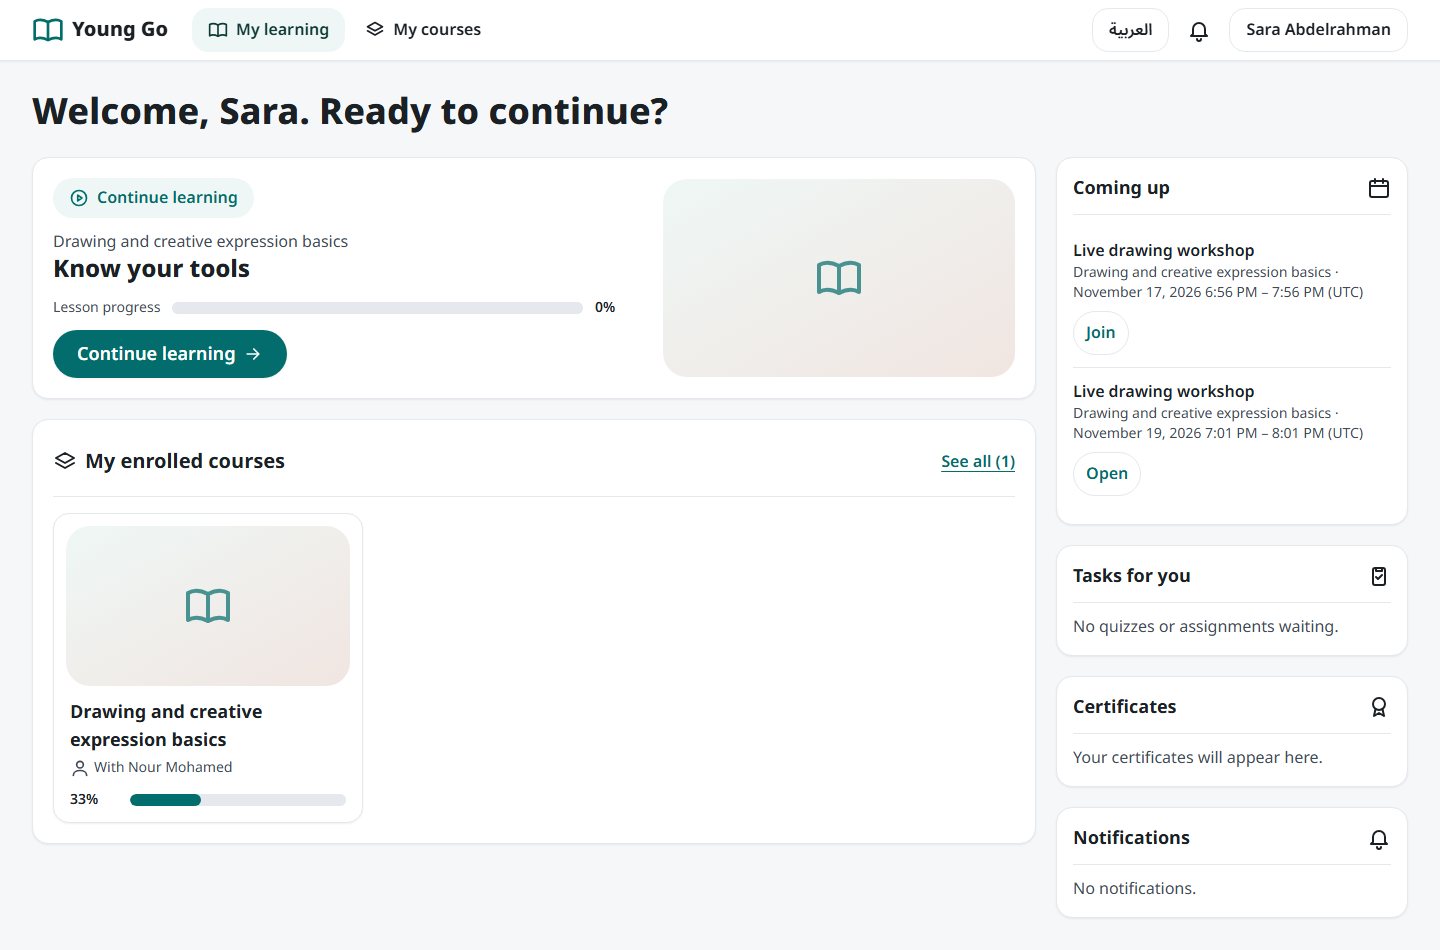 Young Go
My learning
My courses
العربية
Sara Abdelrahman
Welcome, Sara. Ready to continue?
Continue learning
Drawing and creative expression basics
Know your tools
Lesson progress
0%
Continue learning →
My enrolled courses
See all (1)
Drawing and creative
expression basics
With Nour Mohamed
33%
Coming up
Live drawing workshop
Drawing and creative expression basics ·
November 17, 2026 6:56 PM – 7:56 PM (UTC)
Join
Live drawing workshop
Drawing and creative expression basics ·
November 19, 2026 7:01 PM – 8:01 PM (UTC)
Open
Tasks for you
No quizzes or assignments waiting.
Certificates
Your certificates will appear here.
Notifications
No notifications.